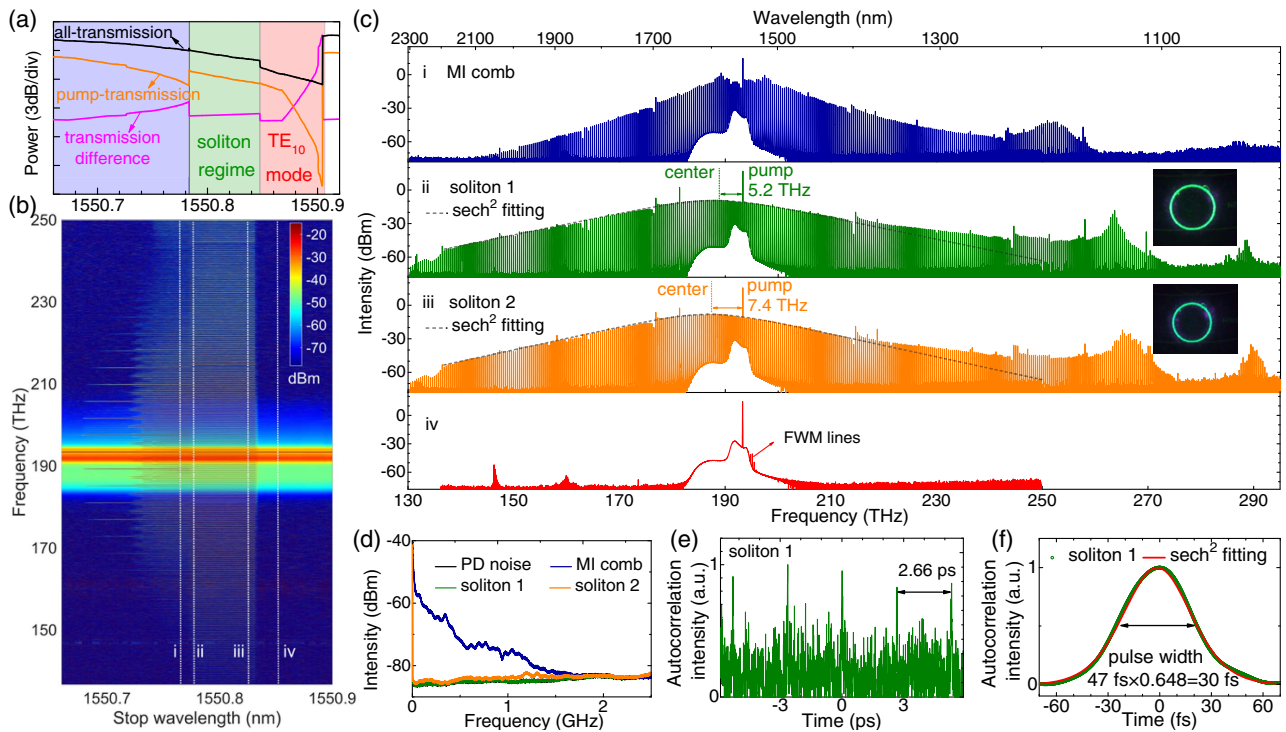 (a)
all-transmission
pump-transmission
transmission
difference
soliton
regime
TE10
mode
Power (3dB/div)
1550.7
1550.8
1550.9
(b)
250
230
210
200
190
170
150
Frequency (THz)
-20
-30
-40
-50
-60
-70
dBm
i
ii
iii
iv
1550.7
1550.8
1550.9
Stop wavelength (nm)
(c)
Wavelength (nm)
2300
2100
1900
1700
1500
1300
1100
i MI comb
ii soliton 1
sech2 fitting
center
pump
5.2 THz
iii soliton 2
sech2 fitting
center
pump
7.4 THz
iv
FWM lines
0
-30
-60
0
-30
-60
0
-30
-60
0
-30
-60
Intensity (dBm)
130
150
170
190
210
230
250
270
290
Frequency (THz)
(d)
PD noise
MI comb
soliton 1
soliton 2
-40
-60
-80
Intensity (dBm)
0
1
2
Frequency (GHz)
(e)
soliton 1
2.66 ps
1
0
Autocorrelation
intensity (a.u.)
-3
0
3
Time (ps)
(f)
soliton 1
sech2 fitting
pulse width
47 fs×0.648=30 fs
1
0
Autocorrelation
intensity (a.u.)
-60
-30
0
30
60
Time (fs)